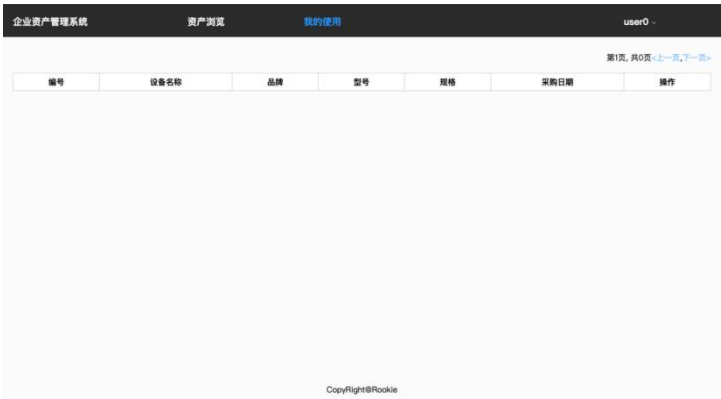 企业资产管理系统 资产浏览 我的使用 user0
第1页, 共0页<上一页,下一页>
编号 设备名称 品牌 型号 规格 采购日期 操作
CopyRight@Rookie